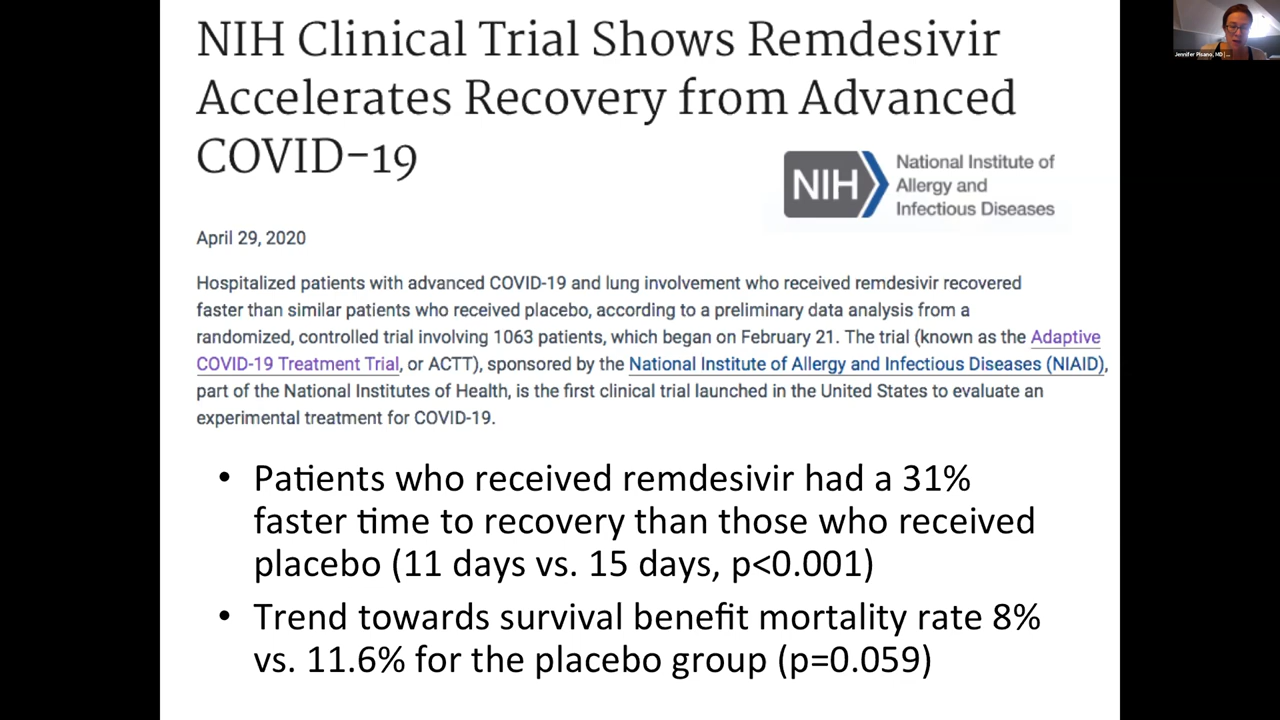 NIH Clinical Trial Shows Remdesivir
Accelerates Recovery from Advanced
COVID-19
NIH
National Institute of
Allergy and
Infectious Diseases
April 29, 2020
Hospitalized patients with advanced COVID-19 and lung involvement who received remdesivir recovered
faster than similar patients who received placebo, according to a preliminary data analysis from a
randomized, controlled trial involving 1063 patients, which began on February 21. The trial (known as the Adaptive
COVID-19 Treatment Trial, or ACTT), sponsored by the National Institute of Allergy and Infectious Diseases (NIAID),
part of the National Institutes of Health, is the first clinical trial launched in the United States to evaluate an
experimental treatment for COVID-19.
• Patients who received remdesivir had a 31%
faster time to recovery than those who received
placebo (11 days vs. 15 days, p<0.001)
• Trend towards survival benefit mortality rate 8%
vs. 11.6% for the placebo group (p=0.059)
Jennifer Pisano, MD | ...